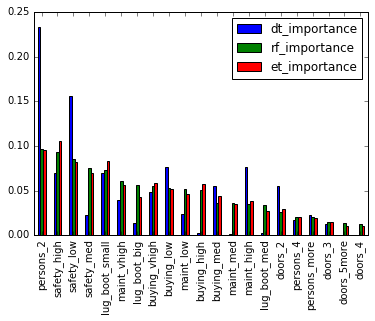 0.25
0.20
0.15
0.10
0.05
0.00
dt_importance
rf_importance
et_importance
persons_2
safety_high
safety_low
safety_med
lug_boot_small
maint_vhigh
lug_boot_big
buying_vhigh
buying_low
maint_low
buying_high
buying_med
maint_med
maint_high
lug_boot_med
doors_2
persons_4
persons_more
doors_3
doors_5more
doors_4